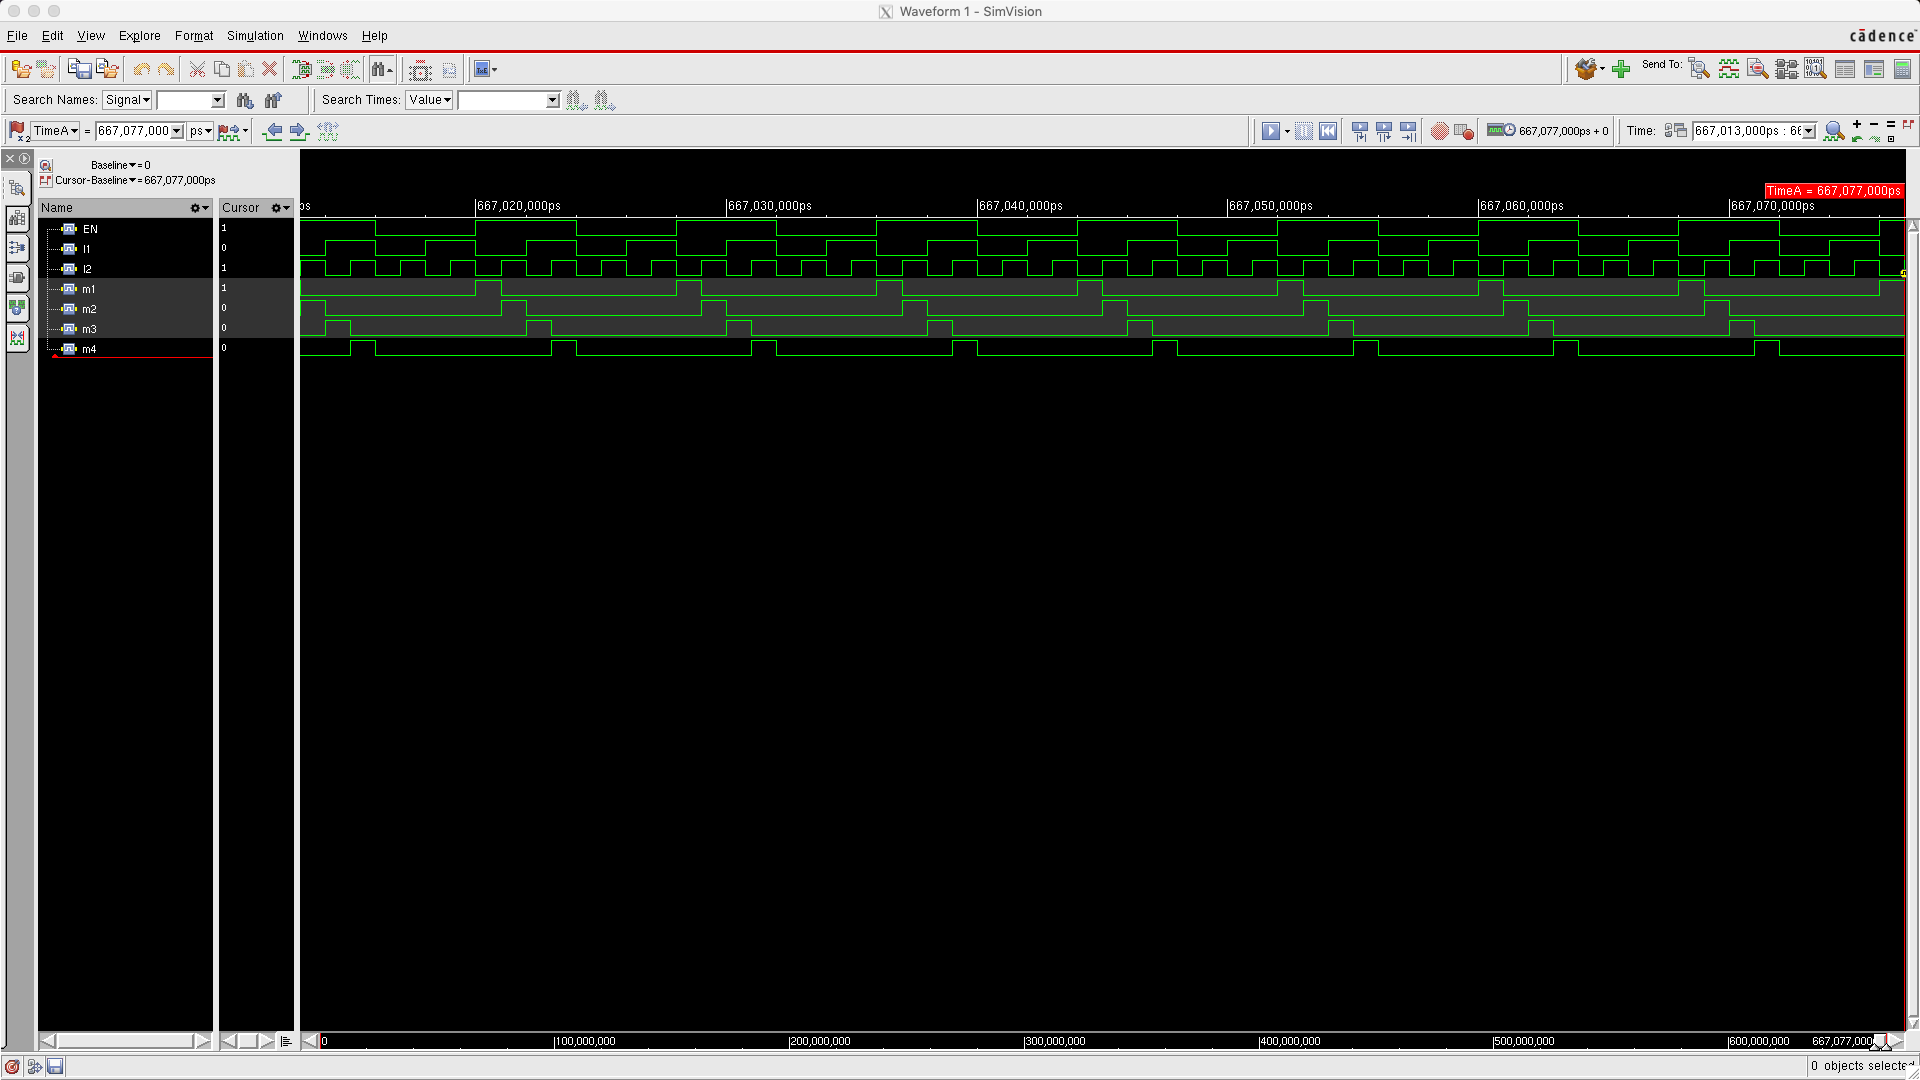 Waveform 1 - SimVision
File Edit View Explore Format Simulation Windows Help
cādence
Send To:
Search Names: Signal Search Times: Value
TimeA = 667,077,000 ps 667,077,000ps + 0 Time: 667,013,000ps : 66
Baseline = 0
Cursor-Baseline = 667,077,000ps
TimeA = 667,077,000ps
Name Cursor ps 667,020,000ps 667,030,000ps 667,040,000ps 667,050,000ps 667,060,000ps 667,070,000ps
EN 1
I1 0
I2 1
m1 1
m2 0
m3 0
m4 0
0 100,000,000 200,000,000 300,000,000 400,000,000 500,000,000 600,000,000 667,077,000
0 objects selected